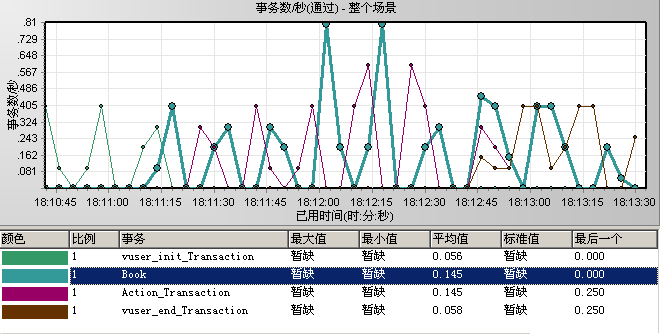 事务数/秒(通过) - 整个场景
事务数/秒
.81
.729
.648
.567
.486
.405
.324
.243
.162
.081
18:10:45 18:11:00 18:11:15 18:11:30 18:11:45 18:12:00 18:12:15 18:12:30 18:12:45 18:13:00 18:13:15 18:13:30
已用时间(时:分:秒)
颜色 比例 事务 最大值 最小值 平均值 标准值 最后一个
1 vuser_init_Transaction 暂缺 暂缺 0.056 暂缺 0.000
1 Book 暂缺 暂缺 0.145 暂缺 0.000
1 Action_Transaction 暂缺 暂缺 0.145 暂缺 0.250
1 vuser_end_Transaction 暂缺 暂缺 0.058 暂缺 0.250